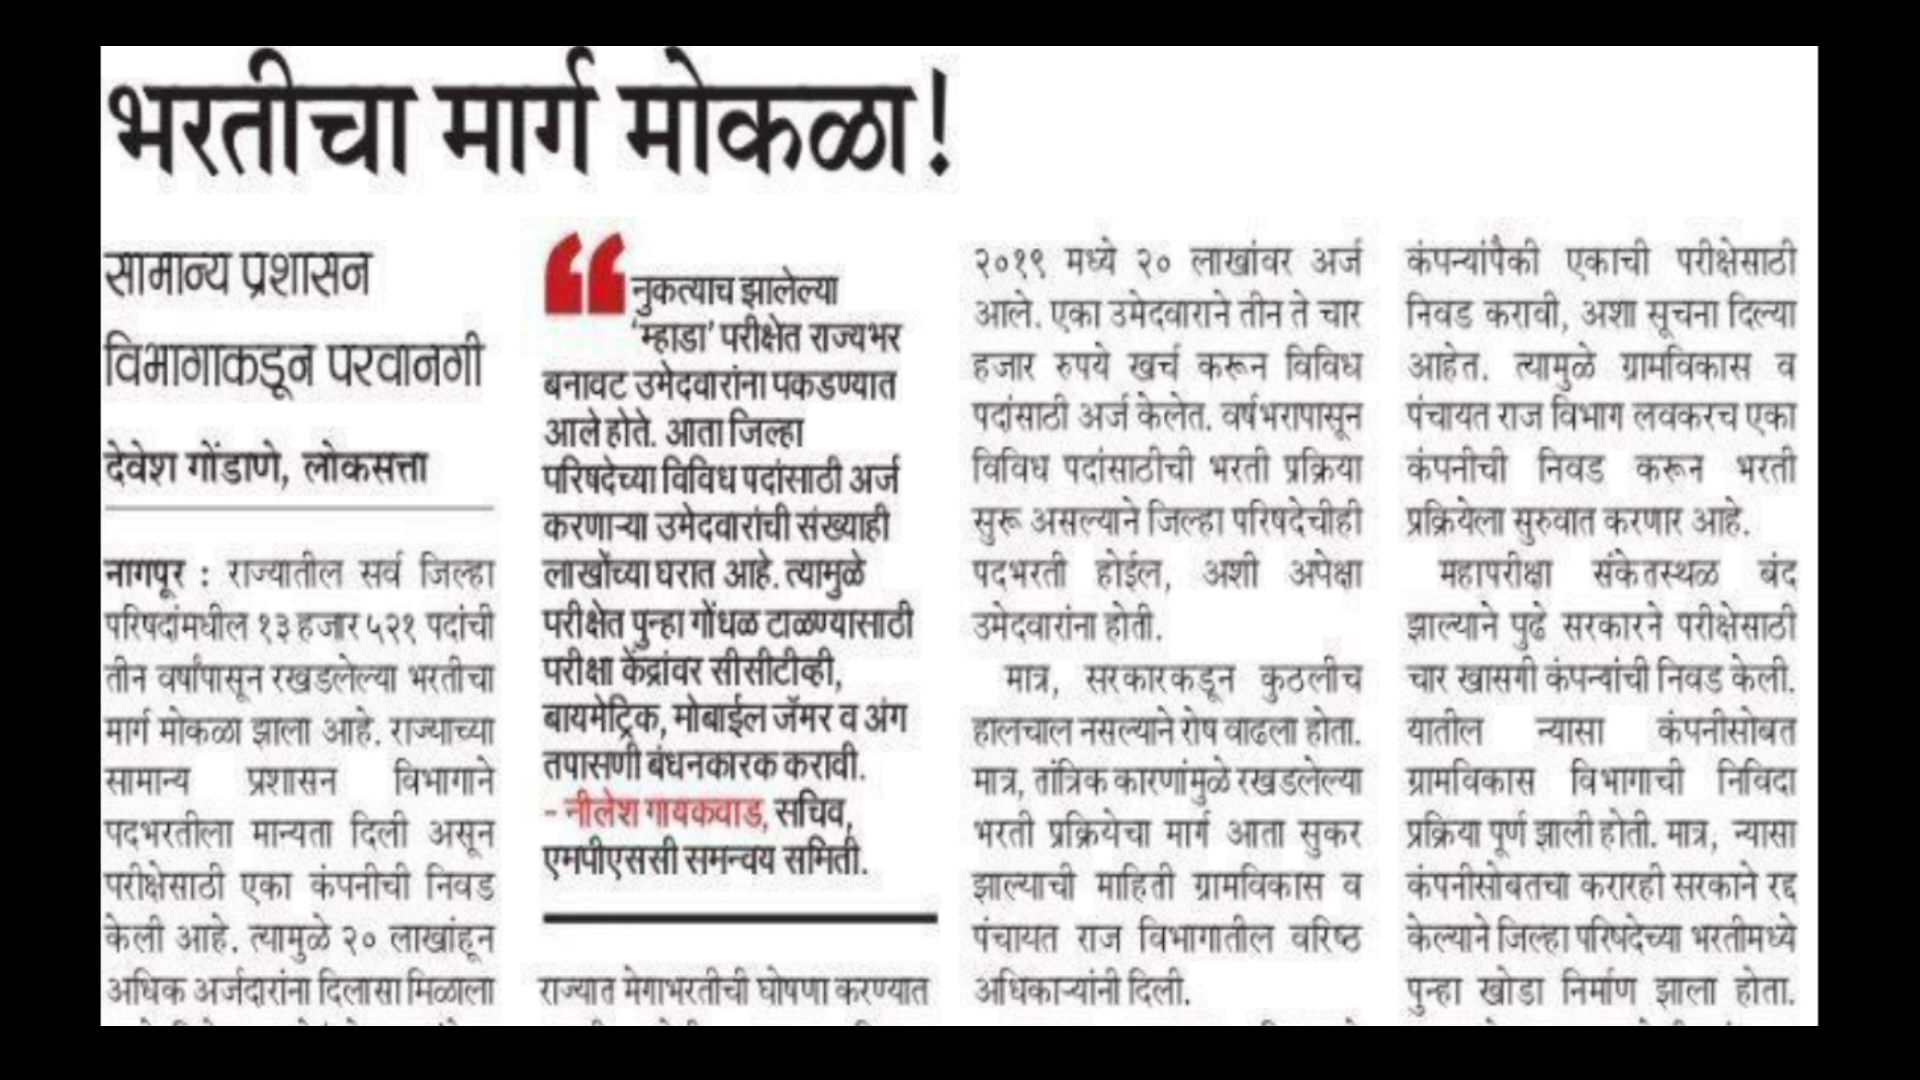 भरतीचा मार्ग मोकळा!
सामान्य प्रशासन
विभागाकडून परवानगी
देवेश गोंडाणे, लोकसत्ता
नागपूर : राज्यातील सर्व जिल्हा
परिषदांमधील १३ हजार ५२१ पदांची
तीन वर्षांपासून रखडलेल्या भरतीचा
मार्ग मोकळा झाला आहे. राज्याच्या
सामान्य प्रशासन विभागाने
पदभरतीला मान्यता दिली असून
परीक्षेसाठी एका कंपनीची निवड
केली आहे. त्यामुळे २० लाखांहून
अधिक अर्जदारांना दिलासा मिळाला
नुकत्याच झालेल्या
'म्हाडा' परीक्षेत राज्यभर
बनावट उमेदवारांना पकडण्यात
आले होते. आता जिल्हा
परिषदेच्या विविध पदांसाठी अर्ज
करणाऱ्या उमेदवारांची संख्याही
लाखोंच्या घरात आहे. त्यामुळे
परीक्षेत पुन्हा गोंधळ टाळण्यासाठी
परीक्षा केंद्रांवर सीसीटीव्ही,
बायमेट्रिक, मोबाईल जॅमर व अंग
तपासणी बंधनकारक करावी.
- नीलेश गायकवाड, सचिव,
एमपीएससी समन्वय समिती.
राज्यात मेगाभरतीची घोषणा करण्यात
२०१९ मध्ये २० लाखांवर अर्ज
आले. एका उमेदवाराने तीन ते चार
हजार रुपये खर्च करून विविध
पदांसाठी अर्ज केलेत. वर्षभरापासून
विविध पदांसाठीची भरती प्रक्रिया
सुरू असल्याने जिल्हा परिषदेचीही
पदभरती होईल, अशी अपेक्षा
उमेदवारांना होती.
मात्र, सरकारकडून कुठलीच
हालचाल नसल्याने रोष वाढला होता.
मात्र, तांत्रिक कारणांमुळे रखडलेल्या
भरती प्रक्रियेचा मार्ग आता सुकर
झाल्याची माहिती ग्रामविकास व
पंचायत राज विभागातील वरिष्ठ
अधिकाऱ्यांनी दिली.
कंपन्यांपैकी एकाची परीक्षेसाठी
निवड करावी, अशा सूचना दिल्या
आहेत. त्यामुळे ग्रामविकास व
पंचायत राज विभाग लवकरच एका
कंपनीची निवड करून भरती
प्रक्रियेला सुरुवात करणार आहे.
महापरीक्षा संकेतस्थळ बंद
झाल्याने पुढे सरकारने परीक्षेसाठी
चार खासगी कंपन्यांची निवड केली.
यातील न्यासा कंपनीसोबत
ग्रामविकास विभागाची निविदा
प्रक्रिया पूर्ण झाली होती. मात्र, न्यासा
कंपनीसोबतचा करारही सरकाने रद्द
केल्याने जिल्हा परिषदेच्या भरतीमध्ये
पुन्हा खोडा निर्माण झाला होता.